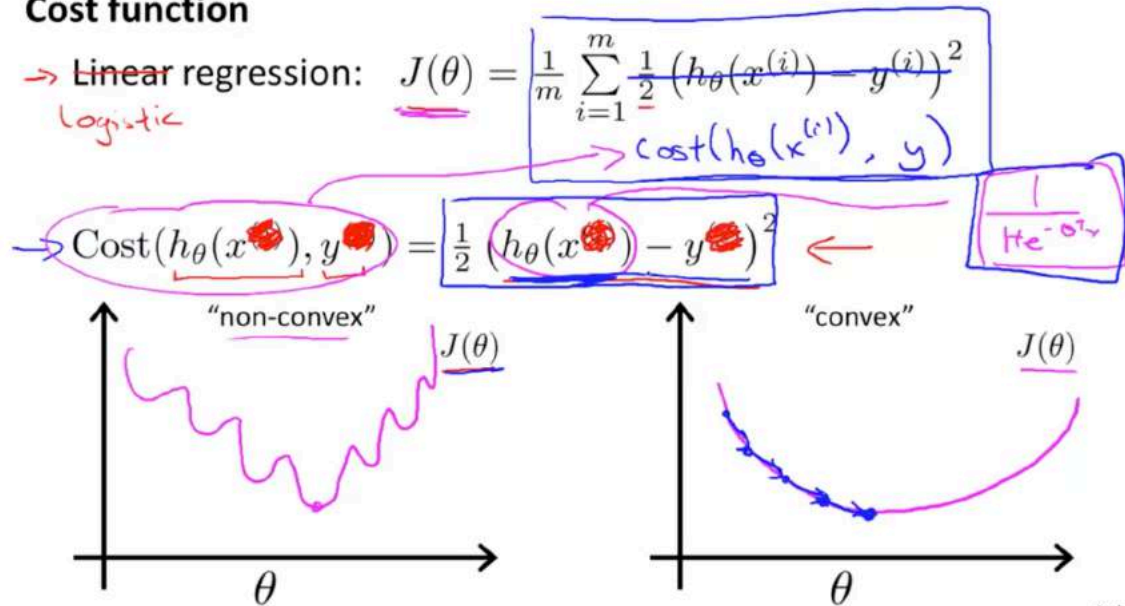 Cost function
→ Linear regression: J(θ) = 1/m ∑_{i=1}^{m} 1/2 (h_θ(x^{(i)}) − y^{(i)})^2
Logistic
cost(h_θ(x^{(i)}), y)
→ Cost(h_θ(x), y) = 1/2 (h_θ(x) − y)^2 ←
1/(1+e^{-θ^T x})
“non-convex” “convex”
J(θ) J(θ)
θ θ